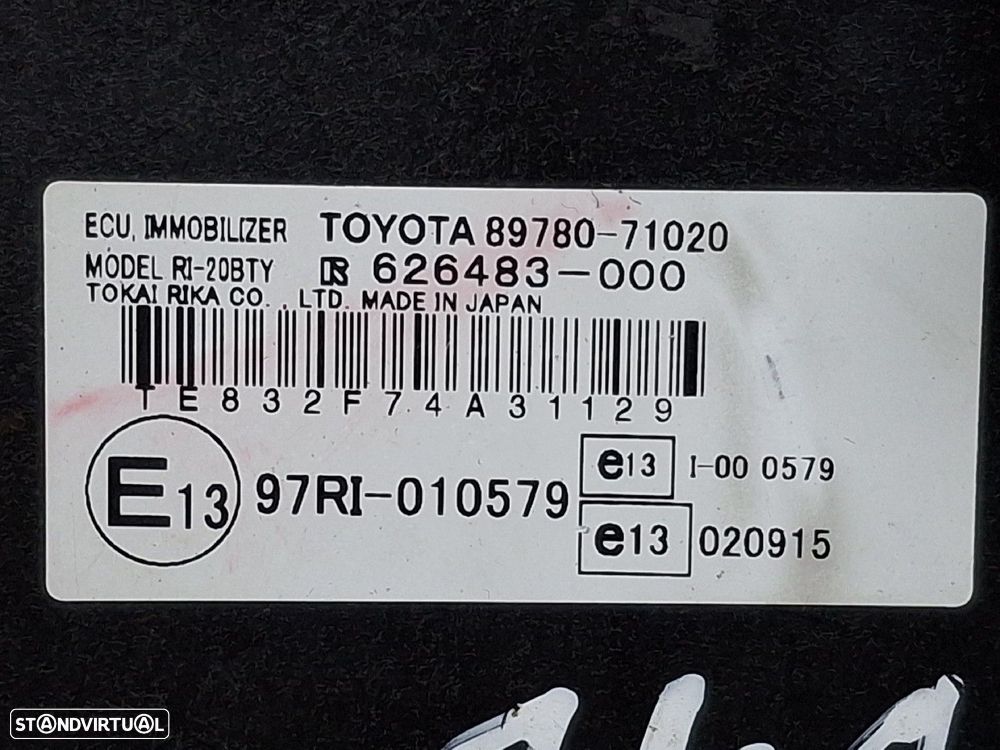 ECU, IMMOBILIZER TOYOTA 89780-71020
MODEL RI-20BTY 626483-000
TOKAI RIKA CO., LTD. MADE IN JAPAN
TE832F74A31129
E13 97RI-010579
e13 I-00 0579
e13 020915
STANDVIRTUAL